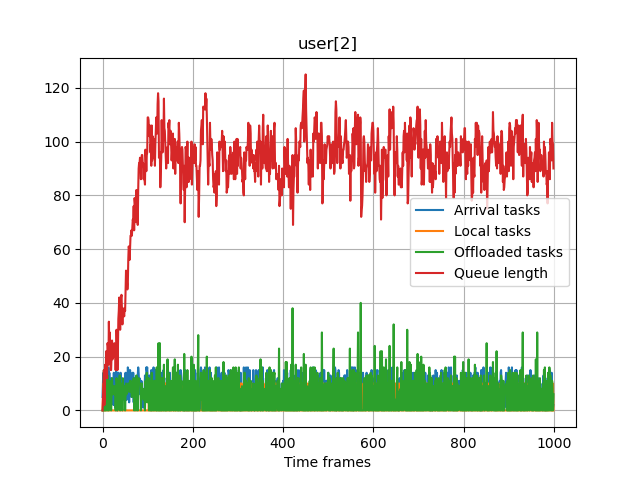 user[2]
120
100
80
60
40
20
0
Arrival tasks
Local tasks
Offloaded tasks
Queue length
0 200 400 600 800 1000
Time frames